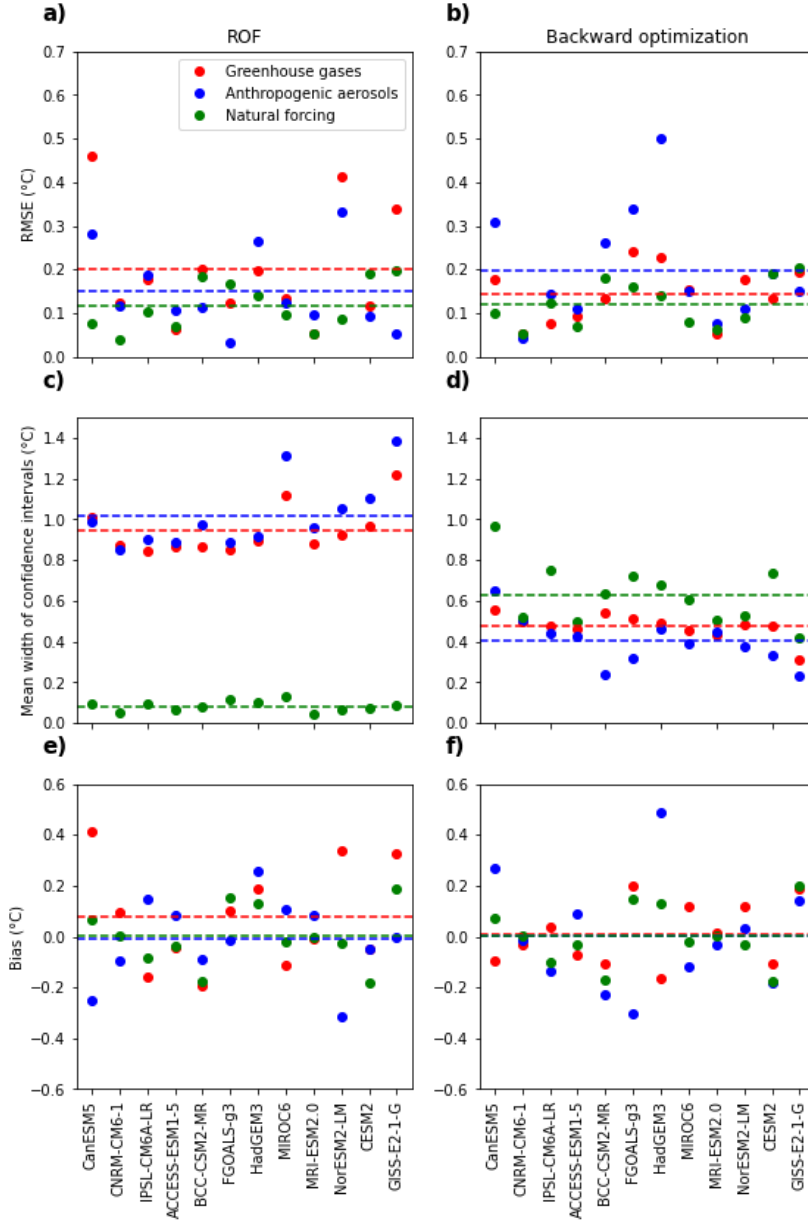 a)
b)
ROF
Backward optimization
0.7
0.6
0.5
0.4
0.3
0.2
0.1
0.0
RMSE (°C)
Greenhouse gases
Anthropogenic aerosols
Natural forcing
0.7
0.6
0.5
0.4
0.3
0.2
0.1
0.0
c)
d)
1.4
1.2
1.0
0.8
0.6
0.4
0.2
0.0
Mean width of confidence intervals (°C)
1.4
1.2
1.0
0.8
0.6
0.4
0.2
0.0
e)
f)
0.6
0.4
0.2
0.0
−0.2
−0.4
−0.6
Bias (°C)
0.6
0.4
0.2
0.0
−0.2
−0.4
−0.6
CanESM5
CNRM-CM6-1
IPSL-CM6A-LR
ACCESS-ESM1-5
BCC-CSM2-MR
FGOALS-g3
HadGEM3
MIROC6
MRI-ESM2.0
NorESM2-LM
CESM2
GISS-E2-1-G
CanESM5
CNRM-CM6-1
IPSL-CM6A-LR
ACCESS-ESM1-5
BCC-CSM2-MR
FGOALS-g3
HadGEM3
MIROC6
MRI-ESM2.0
NorESM2-LM
CESM2
GISS-E2-1-G